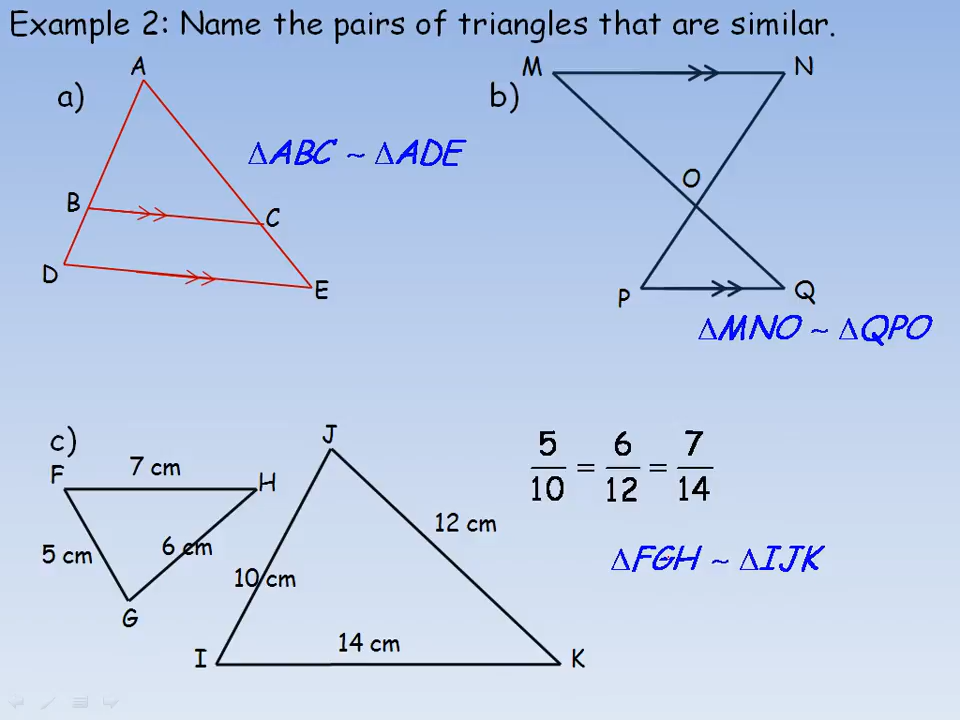 Example 2: Name the pairs of triangles that are similar.
a)
A
B
C
D
E
ΔABC ~ ΔADE
b)
M
N
O
P
Q
ΔMNO ~ ΔQPO
c)
F
7 cm
H
5 cm
6 cm
G
J
12 cm
10 cm
14 cm
I
K
5/10 = 6/12 = 7/14
ΔFGH ~ ΔIJK